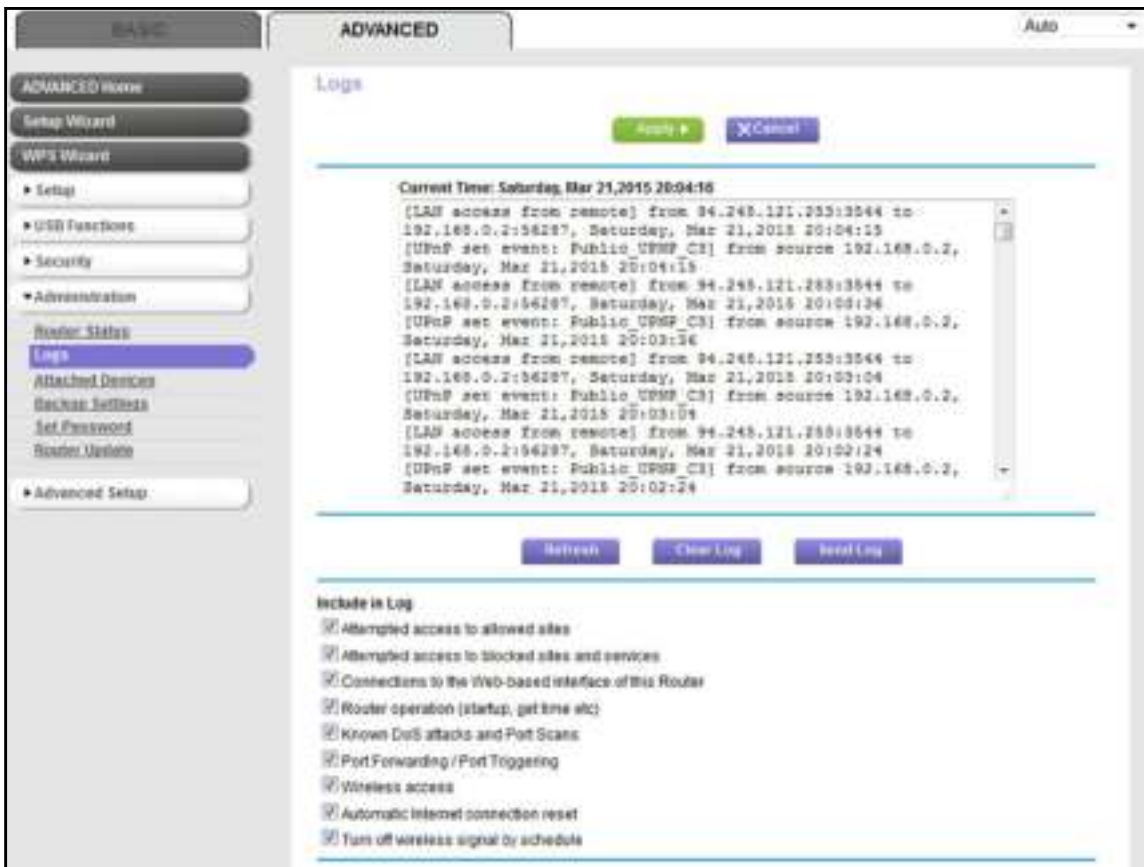 BASIC
ADVANCED
Auto
ADVANCED Home
Setup Wizard
WPS Wizard
Setup
USB Functions
Security
Administration
Router Status
Logs
Attached Devices
Backup Settings
Set Password
Router Update
Advanced Setup
Logs
Apply
Cancel
Current Time: Saturday, Mar 21,2015 20:04:16
[LAN access from remote] from 94.245.121.253:3544 to
192.168.0.2:56287, Saturday, Mar 21,2015 20:04:15
[UPnP set event: Public_UPNP_C3] from source 192.168.0.2,
Saturday, Mar 21,2015 20:04:15
[LAN access from remote] from 94.245.121.253:3544 to
192.168.0.2:56287, Saturday, Mar 21,2015 20:03:36
[UPnP set event: Public_UPNP_C3] from source 192.168.0.2,
Saturday, Mar 21,2015 20:03:36
[LAN access from remote] from 94.245.121.253:3544 to
192.168.0.2:56287, Saturday, Mar 21,2015 20:03:04
[UPnP set event: Public_UPNP_C3] from source 192.168.0.2,
Saturday, Mar 21,2015 20:03:04
[LAN access from remote] from 94.245.121.253:3544 to
192.168.0.2:56287, Saturday, Mar 21,2015 20:02:24
[UPnP set event: Public_UPNP_C3] from source 192.168.0.2,
Saturday, Mar 21,2015 20:02:24
Refresh
Clear Log
Send Log
Include in Log
Attempted access to allowed sites
Attempted access to blocked sites and services
Connections to the Web-based interface of this Router
Router operation (startup, get time etc)
Known DoS attacks and Port Scans
Port Forwarding / Port Triggering
Wireless access
Automatic Internet connection reset
Turn off wireless signal by schedule